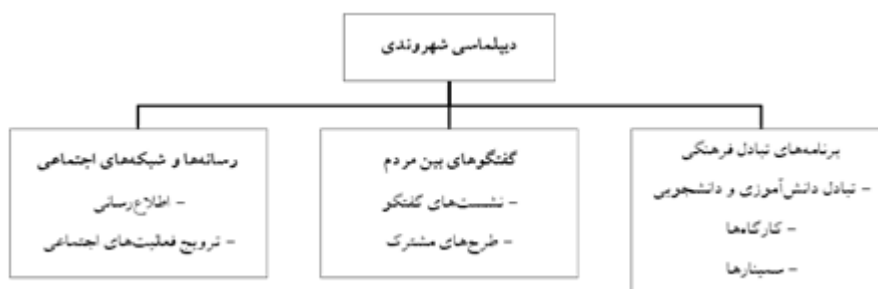 دیپلماسی شهروندی
برنامه‌های تبادل فرهنگی
- تبادل دانش‌آموزی و دانشجویی
- کارگاه‌ها
- سمینارها
گفتگوهای بین مردم
- نشست‌های گفتگو
- طرح‌های مشترک
رسانه‌ها و شبکه‌های اجتماعی
- اطلاع‌رسانی
- ترویج فعالیت‌های اجتماعی